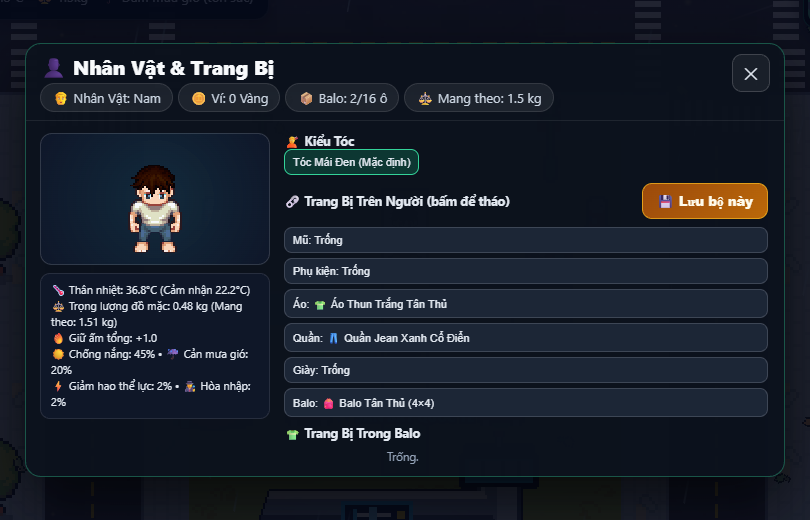 Nhân Vật & Trang Bị
Nhân Vật: Nam
Ví: 0 Vàng
Balo: 2/16 ô
Mang theo: 1.5 kg
Kiểu Tóc
Tóc Mái Đen (Mặc định)
Trang Bị Trên Người (bấm để tháo)
Lưu bộ này
Mũ: Trống
Phụ kiện: Trống
Áo: Áo Thun Trắng Tân Thủ
Quần: Quần Jean Xanh Cổ Điển
Giày: Trống
Balo: Balo Tân Thủ (4×4)
Trang Bị Trong Balo
Trống.
Thân nhiệt: 36.8°C (Cảm nhận 22.2°C)
Trọng lượng đồ mặc: 0.48 kg (Mang
theo: 1.51 kg)
Giữ ấm tổng: +1.0
Chống nắng: 45% • Cản mưa gió:
20%
Giảm hao thể lực: 2% • Hòa nhập:
2%